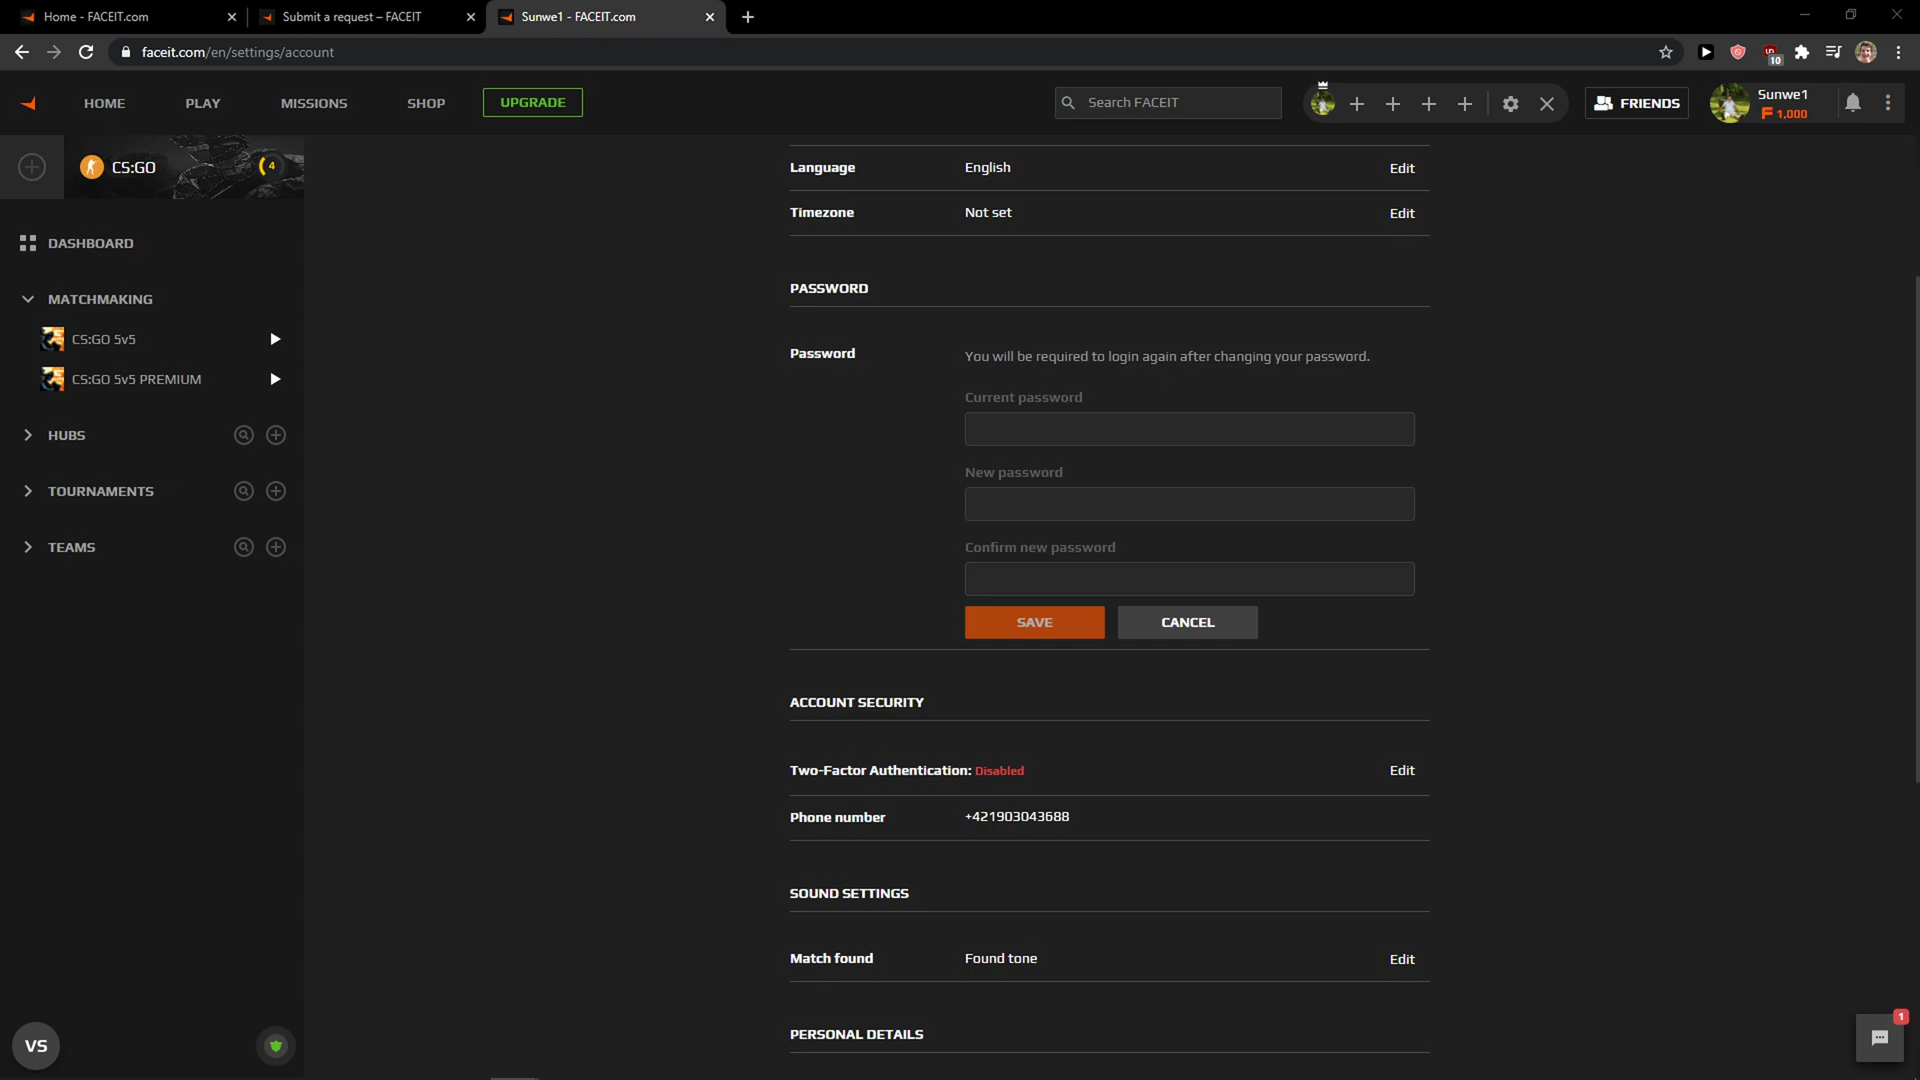 Home - FACEIT.com
Submit a request – FACEIT
Sunwe1 - FACEIT.com
faceit.com/en/settings/account
10
HOME
PLAY
MISSIONS
SHOP
UPGRADE
Search FACEIT
FRIENDS
Sunwe1
1,000
CS:GO
4
DASHBOARD
MATCHMAKING
CS:GO 5v5
CS:GO 5v5 PREMIUM
HUBS
TOURNAMENTS
TEAMS
VS
Language English Edit
Timezone Not set Edit
PASSWORD
Password You will be required to login again after changing your password.
Current password
New password
Confirm new password
SAVE CANCEL
ACCOUNT SECURITY
Two-Factor Authentication: Disabled Edit
Phone number +421903043688
SOUND SETTINGS
Match found Found tone Edit
PERSONAL DETAILS
1